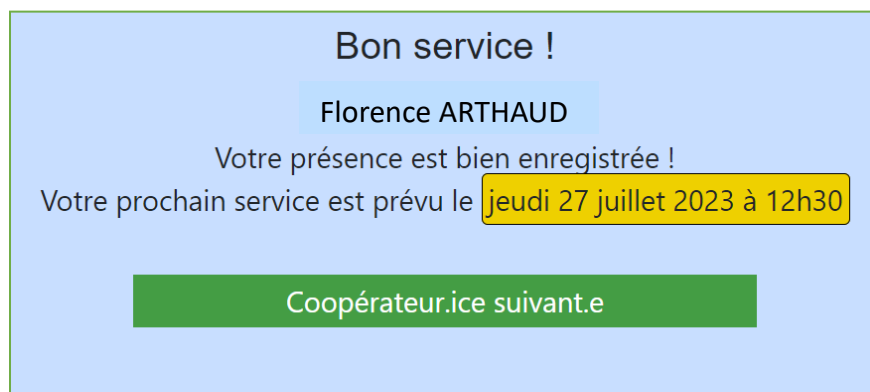 Bon service !
Florence ARTHAUD
Votre présence est bien enregistrée !
Votre prochain service est prévu le jeudi 27 juillet 2023 à 12h30
Coopérateur.ice suivant.e